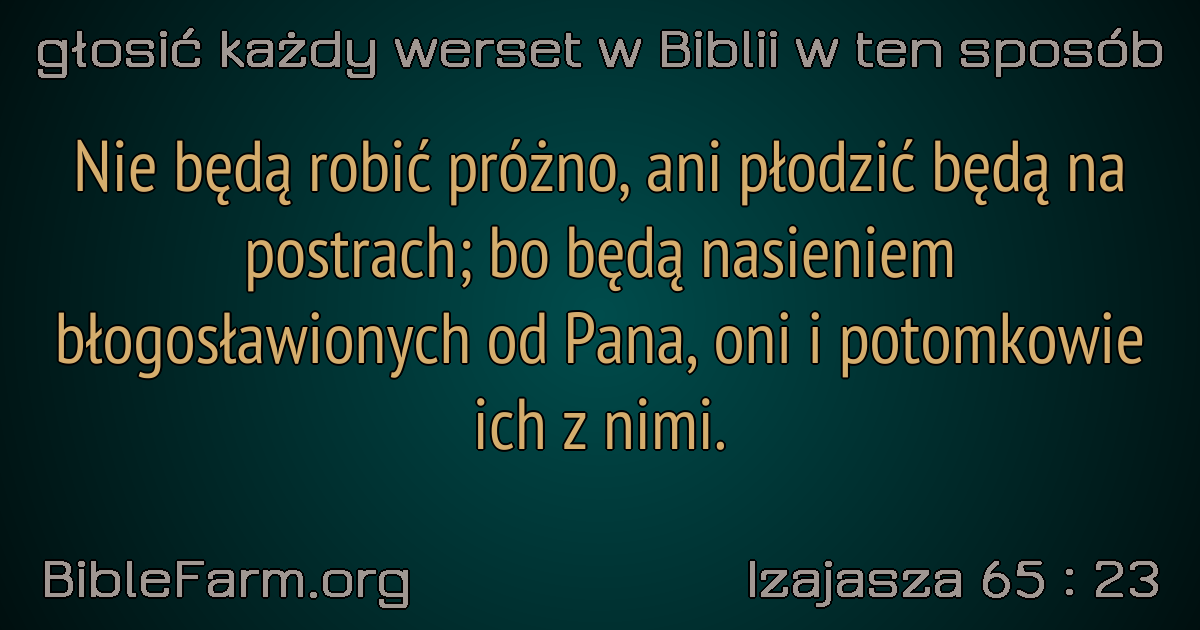 głosić każdy werset w Biblii w ten sposób
Nie będą robić próżno, ani płodzić będą na
postrach; bo będą nasieniem
błogosławionych od Pana, oni i potomkowie
ich z nimi.
BibleFarm.org
Izajasza 65 : 23